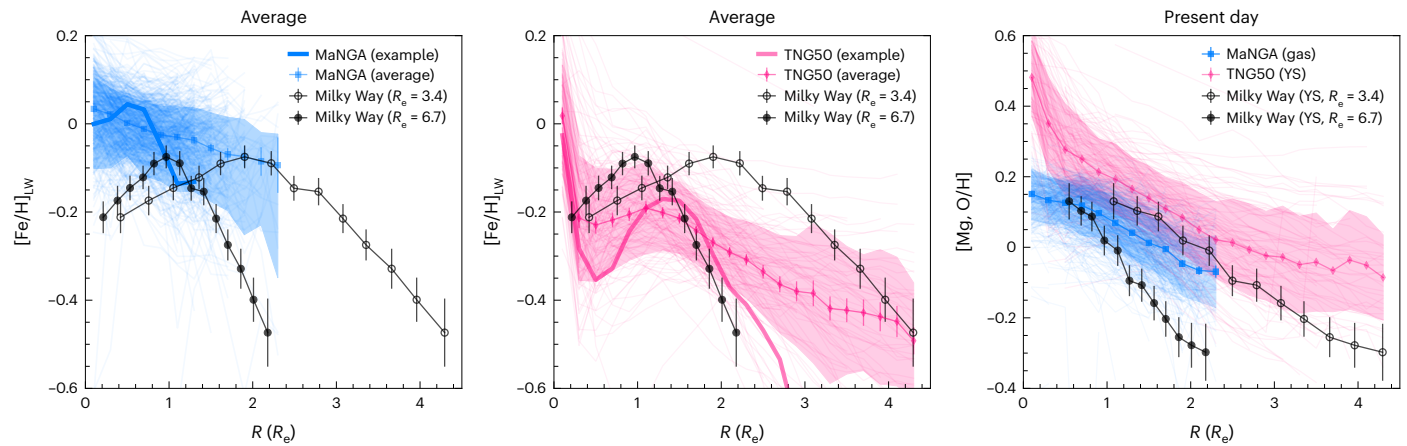 Average
0.2
0
−0.2
−0.4
−0.6
[Fe/H]LW
0
1
2
3
4
R (Re)
MaNGA (example)
MaNGA (average)
Milky Way (Re = 3.4)
Milky Way (Re = 6.7)
Average
0.2
0
−0.2
−0.4
−0.6
[Fe/H]LW
0
1
2
3
4
R (Re)
TNG50 (example)
TNG50 (average)
Milky Way (Re = 3.4)
Milky Way (Re = 6.7)
Present day
0.6
0.4
0.2
0
−0.2
−0.4
[Mg, O/H]
0
1
2
3
4
R (Re)
MaNGA (gas)
TNG50 (YS)
Milky Way (YS, Re = 3.4)
Milky Way (YS, Re = 6.7)